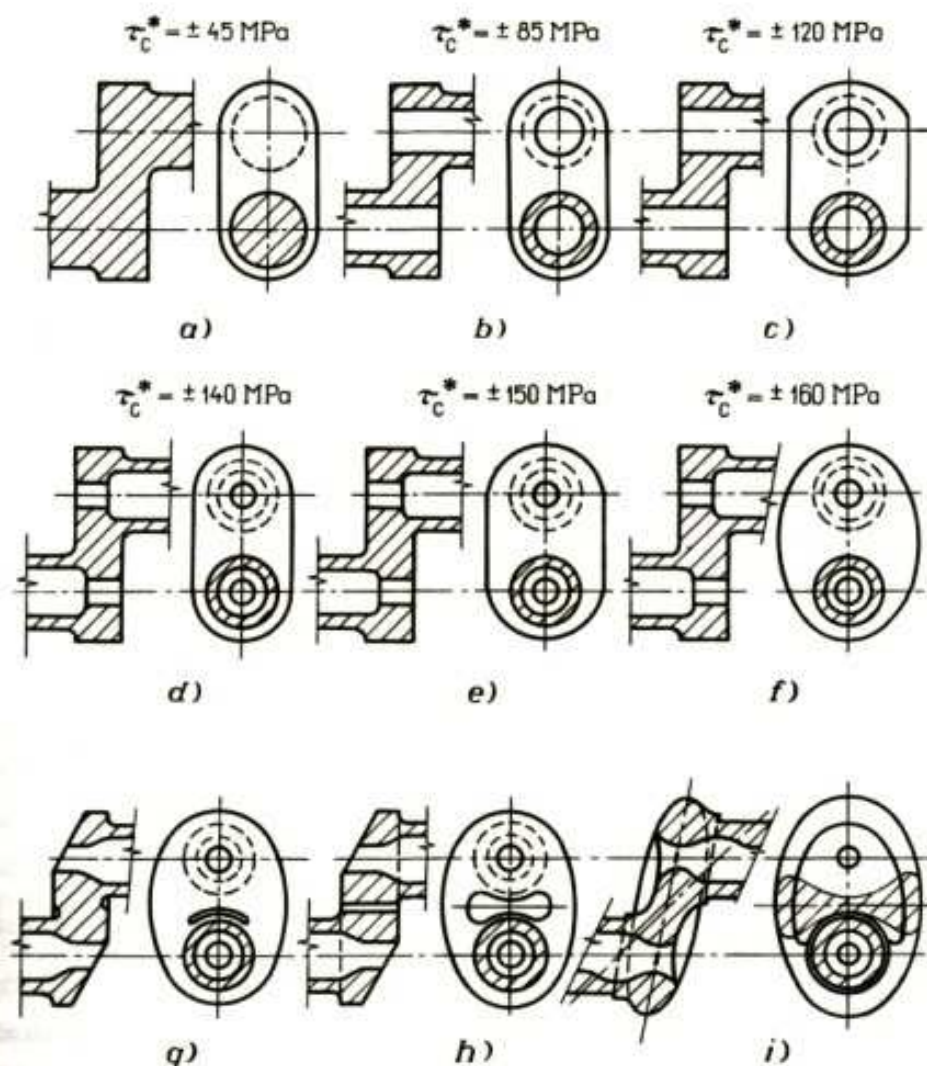 τc* = ± 45 MPa τc* = ± 85 MPa τc* = ± 120 MPa
a) b) c)
τc* = ± 140 MPa τc* = ± 150 MPa τc* = ± 160 MPa
d) e) f)
g) h) i)